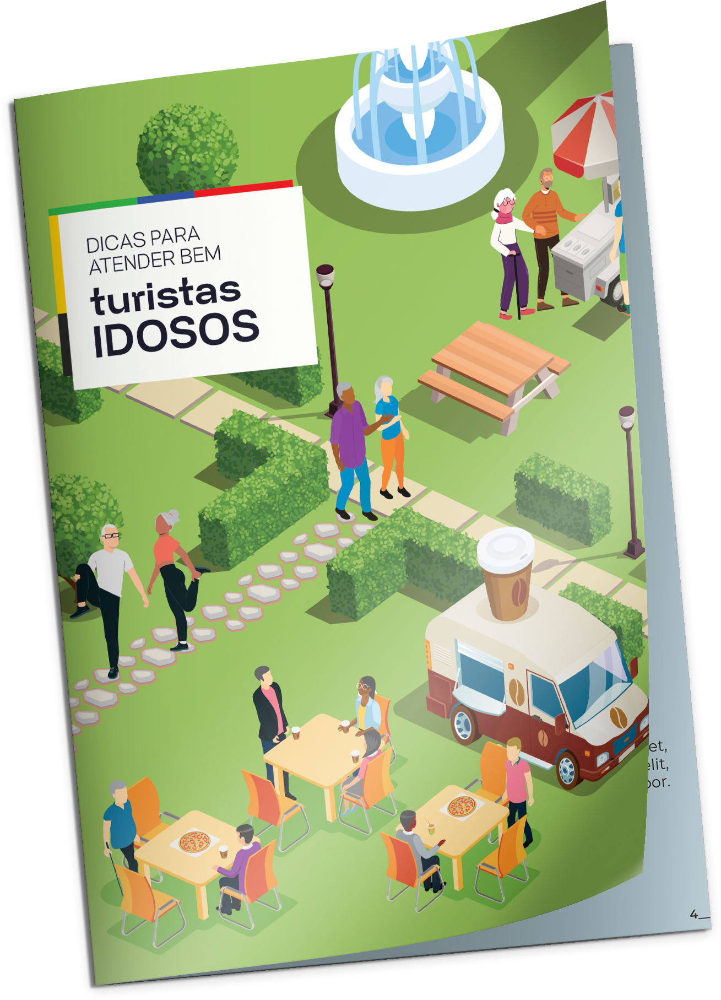 DICAS PARA
ATENDER BEM
turistas
IDOSOS
et,
elit,
por.
4